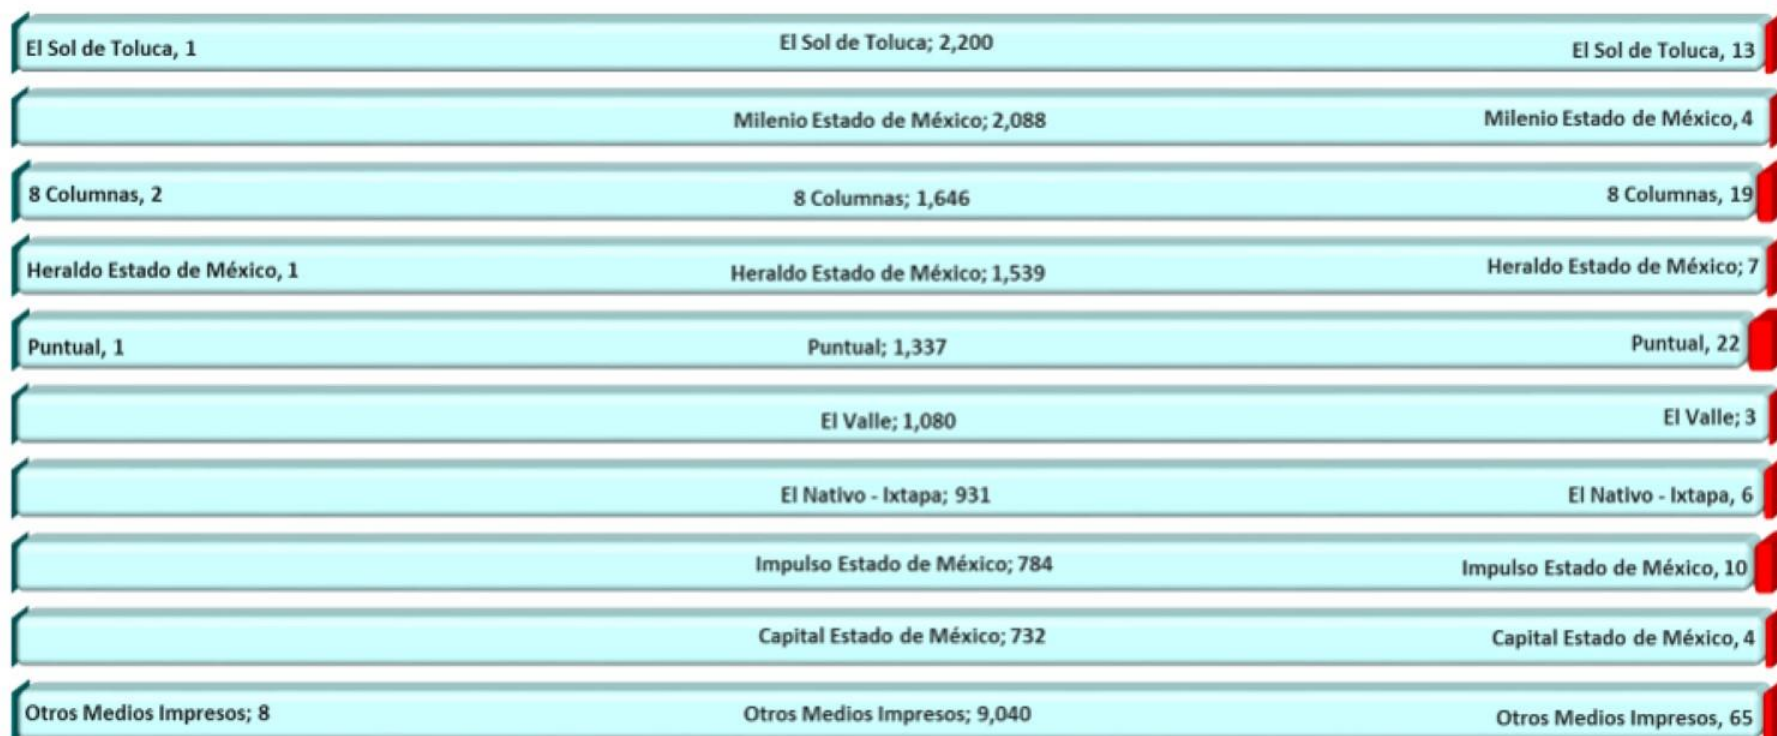 El Sol de Toluca, 1 El Sol de Toluca; 2,200 El Sol de Toluca, 13
Milenio Estado de México; 2,088 Milenio Estado de México, 4
8 Columnas, 2 8 Columnas; 1,646 8 Columnas, 19
Heraldo Estado de México, 1 Heraldo Estado de México; 1,539 Heraldo Estado de México; 7
Puntual, 1 Puntual; 1,337 Puntual, 22
El Valle; 1,080 El Valle; 3
El Nativo - Ixtapa; 931 El Nativo - Ixtapa, 6
Impulso Estado de México; 784 Impulso Estado de México, 10
Capital Estado de México; 732 Capital Estado de México, 4
Otros Medios Impresos; 8 Otros Medios Impresos; 9,040 Otros Medios Impresos, 65